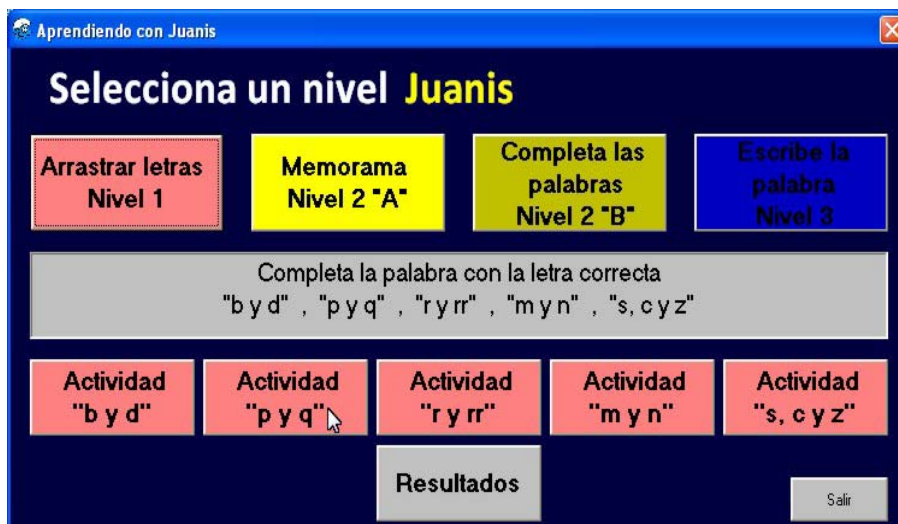 Aprendiendo con Juanis
Selecciona un nivel Juanis
Arrastrar letras
Nivel 1
Memorama
Nivel 2 "A"
Completa las
palabras
Nivel 2 "B"
Escribe la
palabra
Nivel 3
Completa la palabra con la letra correcta
"b y d" , "p y q" , "r y rr" , "m y n" , "s, c y z"
Actividad
"b y d"
Actividad
"p y q"
Actividad
"r y rr"
Actividad
"m y n"
Actividad
"s, c y z"
Resultados
Salir